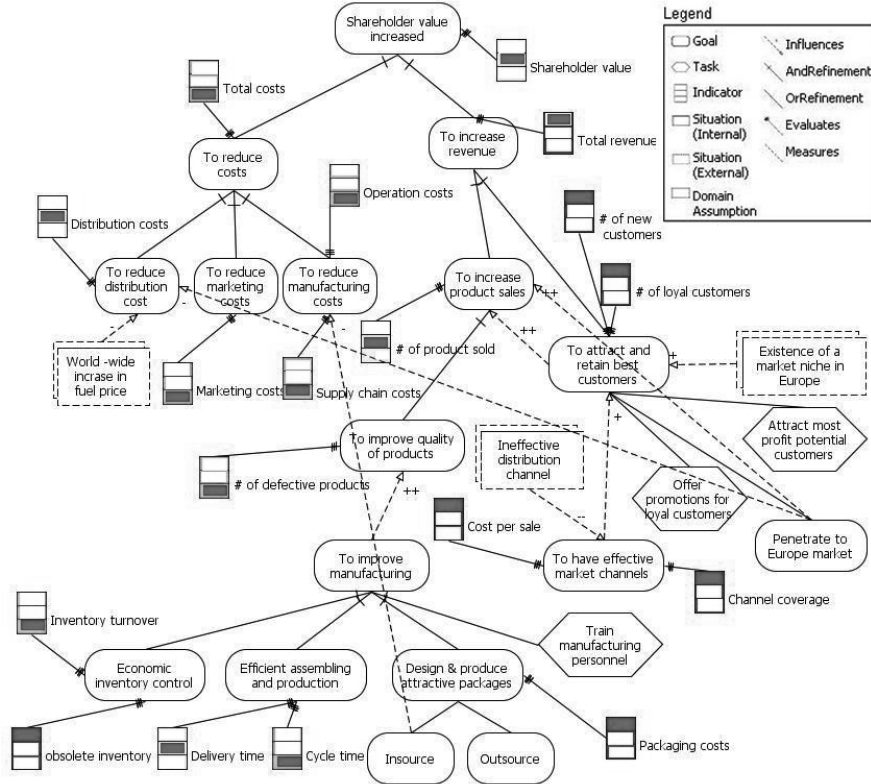 Shareholder value
increased
Shareholder value
Legend
Goal
Task
Indicator
Situation
(Internal)
Situation
(External)
Domain
Assumption
Influences
AndRefinement
OrRefinement
Evaluates
Measures
Total costs
To reduce
costs
To increase
revenue
Total revenue
Distribution costs
Operation costs
# of new
customers
# of loyal customers
To reduce
distribution
cost
To reduce
marketing
costs
To reduce
manufacturing
costs
To increase
product sales
++
++
-
-
-
# of product sold
World -wide
incrase in
fuel price
Marketing costs
Supply chain costs
To attract and
retain best
customers
+
Existence of a
market niche in
Europe
+
To improve quality
of products
# of defective products
++
Ineffective
distribution
channel
--
Attract most
profit potential
customers
Offer
promotions for
loyal customers
Penetrate to
Europe market
Cost per sale
To have effective
market channels
Channel coverage
To improve
manufacturing
Train
manufacturing
personnel
Inventory turnover
Economic
inventory control
Efficient assembling
and production
Design & produce
attractive packages
obsolete inventory
Delivery time
Cycle time
Insource
Outsource
Packaging costs